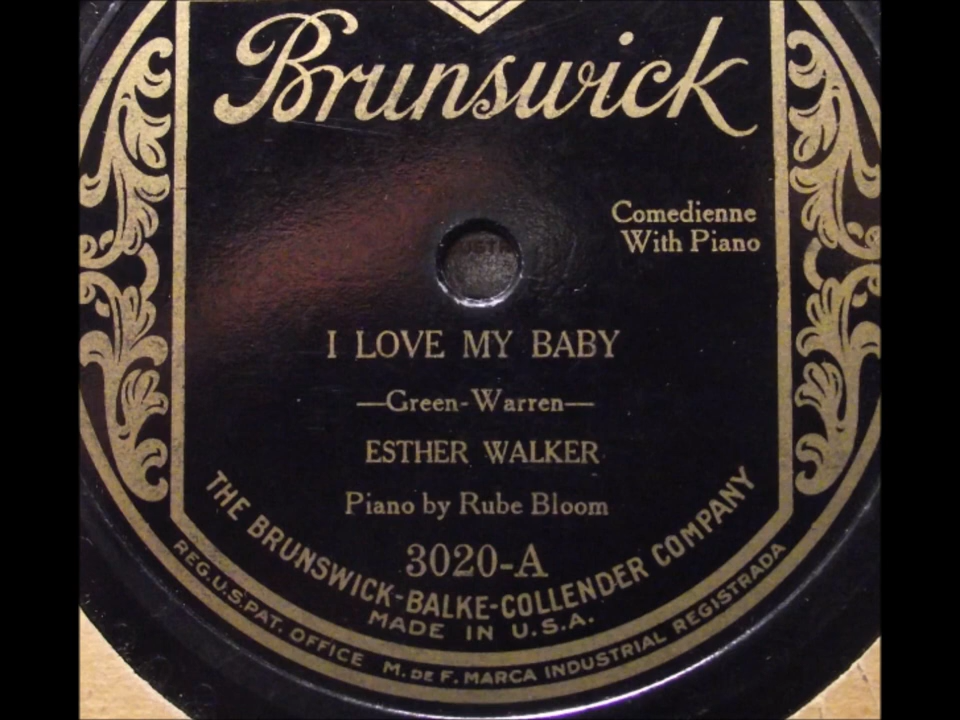 Brunswick
Comedienne
With Piano
I LOVE MY BABY
—Green-Warren—
ESTHER WALKER
Piano by Rube Bloom
3020-A
THE BRUNSWICK-BALKE-COLLENDER COMPANY
MADE IN U.S.A.
REG.U.S.PAT. OFFICE M. DE F. MARCA INDUSTRIAL REGISTRADA